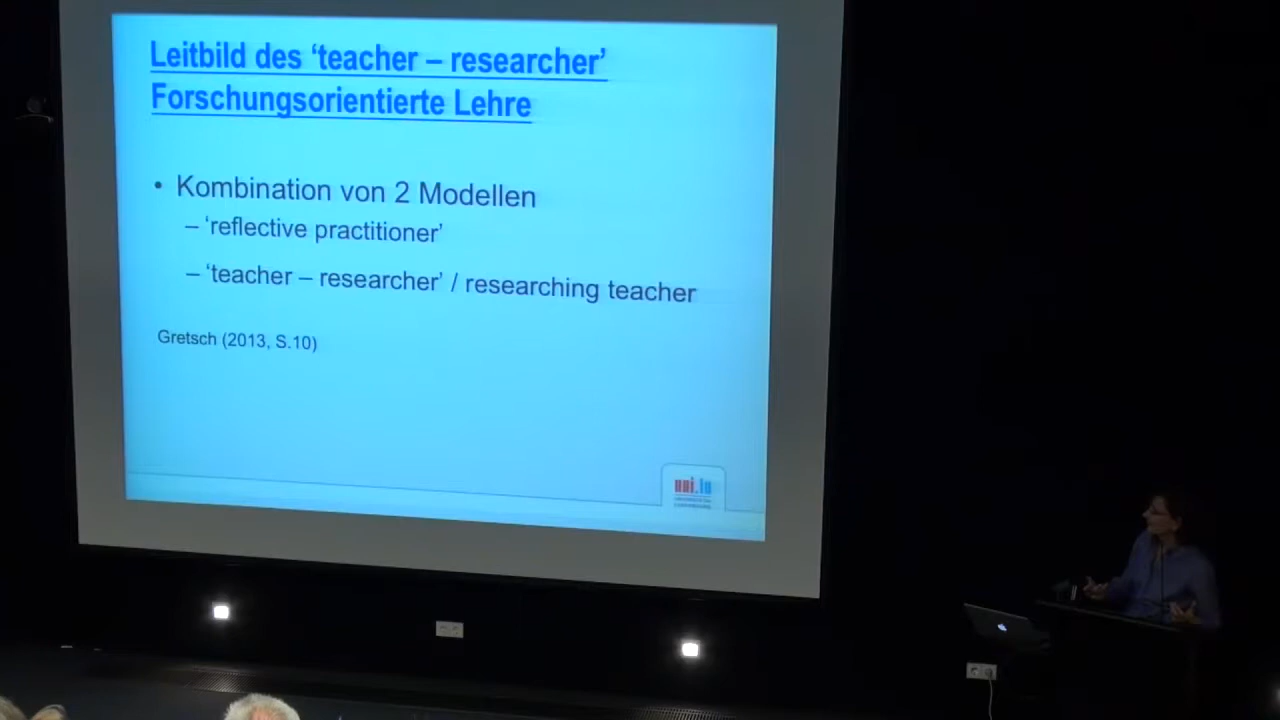 Leitbild des ‘teacher – researcher’
Forschungsorientierte Lehre
• Kombination von 2 Modellen
– ‘reflective practitioner’
– ‘teacher – researcher’ / researching teacher
Gretsch (2013, S.10)
uni.lu